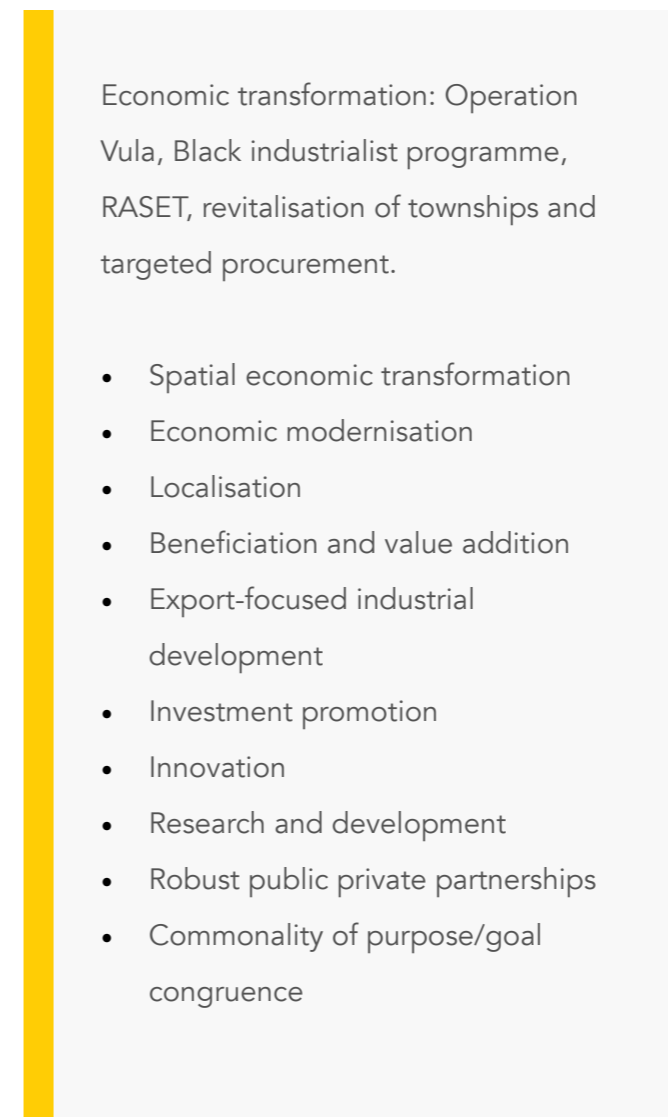 Economic transformation: Operation
Vula, Black industrialist programme,
RASET, revitalisation of townships and
targeted procurement.
• Spatial economic transformation
• Economic modernisation
• Localisation
• Beneficiation and value addition
• Export-focused industrial
development
• Investment promotion
• Innovation
• Research and development
• Robust public private partnerships
• Commonality of purpose/goal
congruence